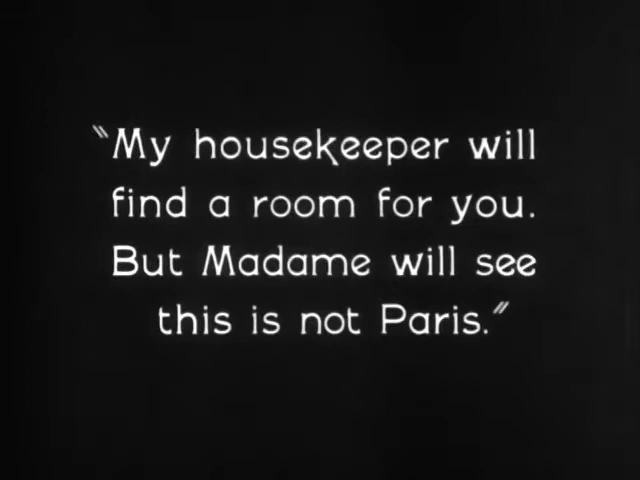 "My housekeeper will
find a room for you.
But Madame will see
this is not Paris."